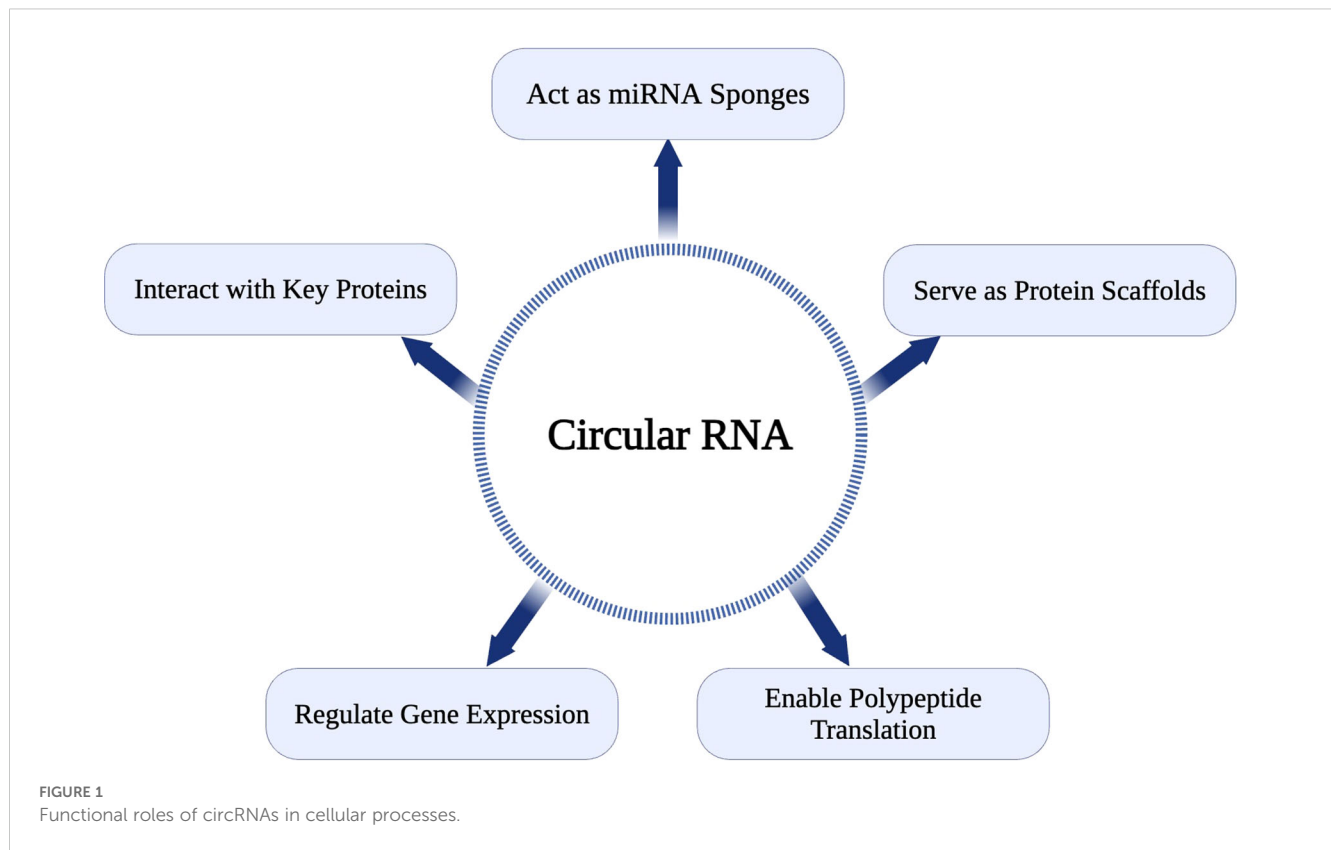 Act as miRNA Sponges
Interact with Key Proteins
Serve as Protein Scaffolds
Circular RNA
Regulate Gene Expression
Enable Polypeptide
Translation
FIGURE 1
Functional roles of circRNAs in cellular processes.